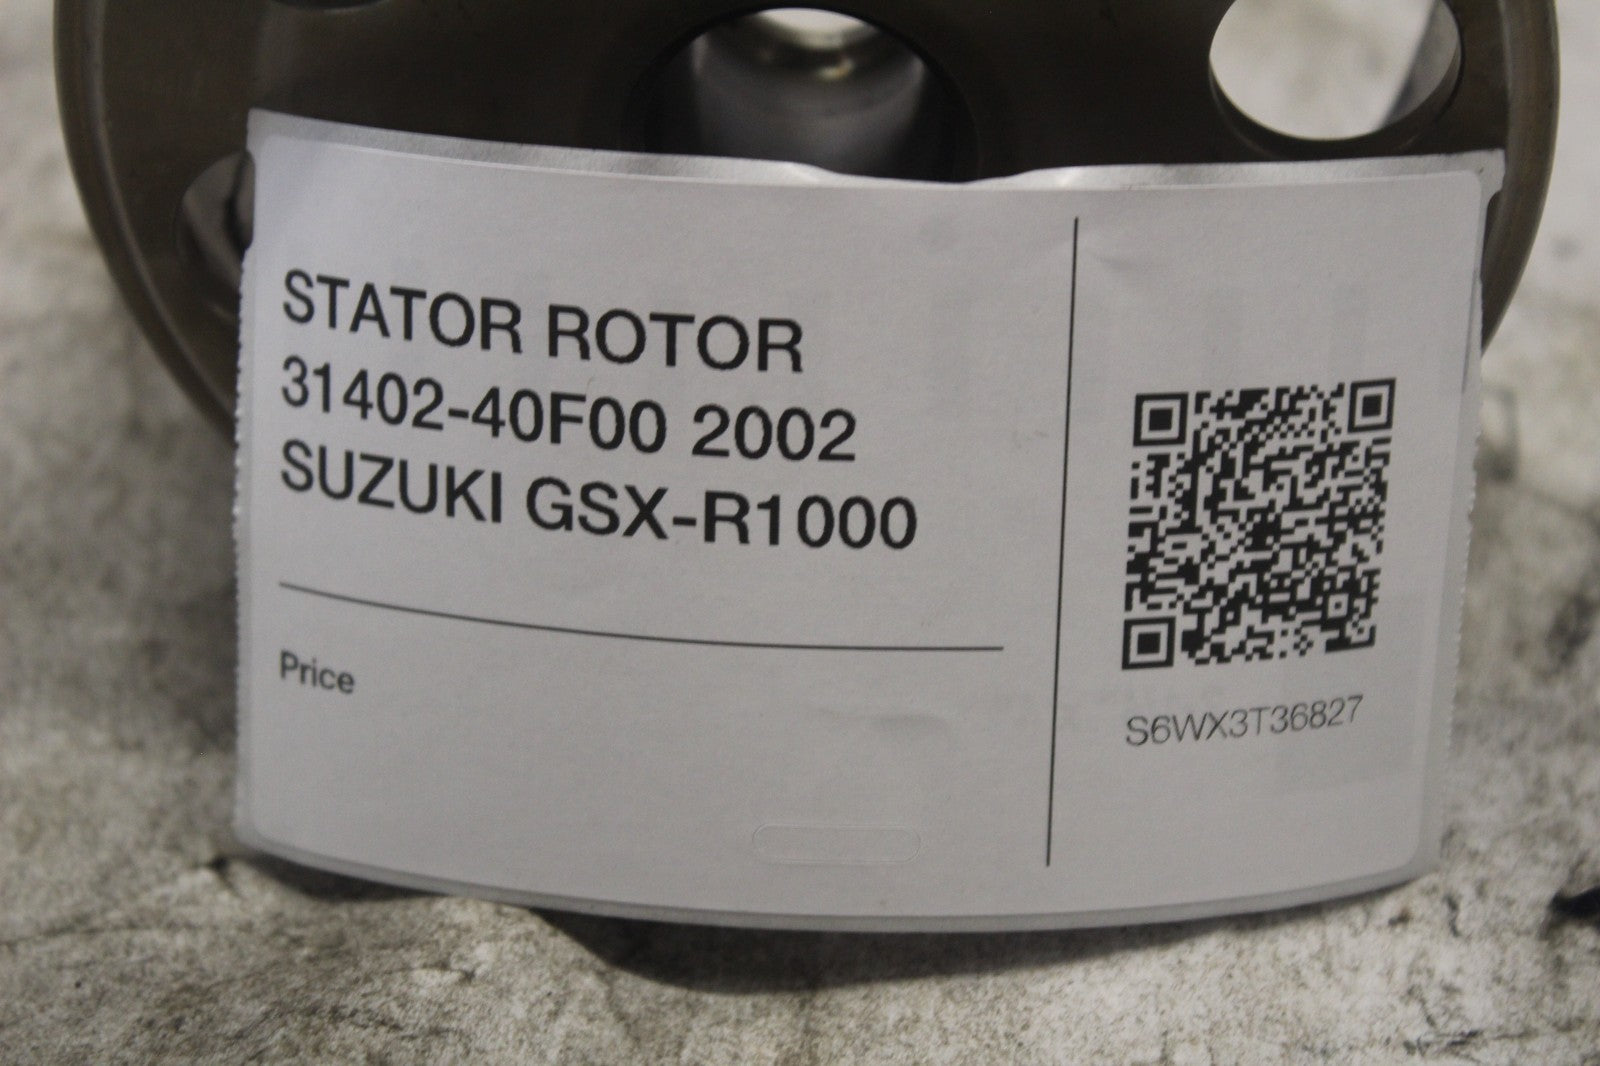 STATOR ROTOR
31402-40F00 2002
SUZUKI GSX-R1000
Price
S6WX3T36827